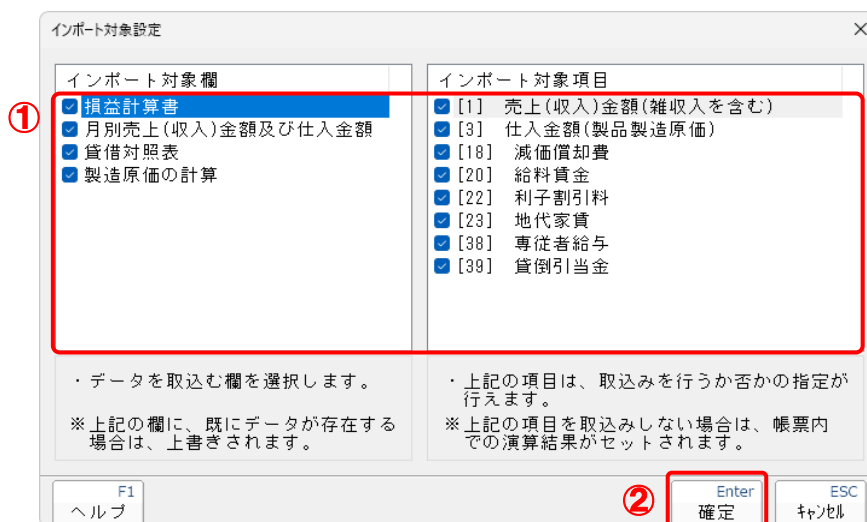 インポート対象設定
×
インポート対象欄
①
損益計算書
月別売上(収入)金額及び仕入金額
貸借対照表
製造原価の計算
インポート対象項目
[1] 売上(収入)金額(雑収入を含む)
[3] 仕入金額(製品製造原価)
[18] 減価償却費
[20] 給料賃金
[22] 利子割引料
[23] 地代家賃
[38] 専従者給与
[39] 貸倒引当金
・データを取込む欄を選択します。
※上記の欄に、既にデータが存在する
場合は、上書きされます。
・上記の項目は、取込みを行うか否かの指定が
行えます。
※上記の項目を取込みしない場合は、帳票内
での演算結果がセットされます。
F1
ヘルプ
②
Enter
確定
ESC
ｷｬﾝｾﾙ